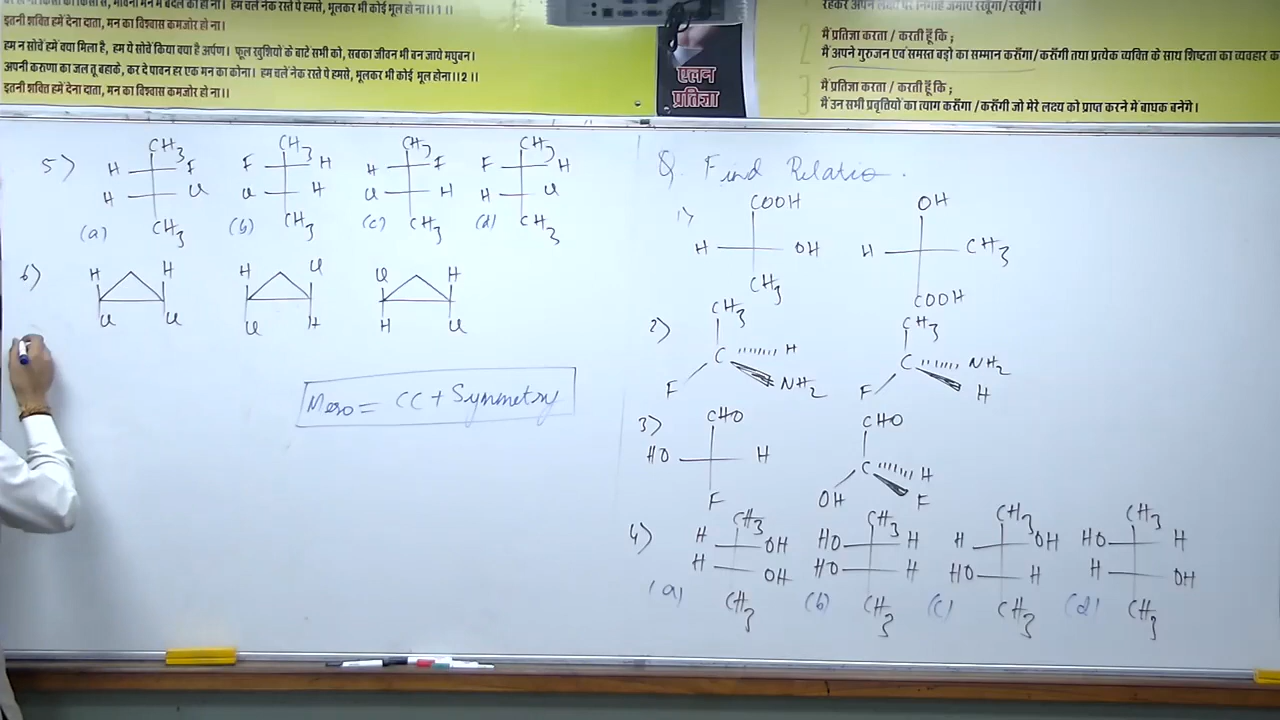 हम न सोचें हमें क्या मिला है, हम ये सोचें किया क्या है अर्पण। फूल खुशियों के बाटे सभी को, सबका जीवन भी बन जाये मधुबन।
अपनी करुणा का जल तू बहाके, कर दे पावन हर एक मन का कोना। हम चलें नेक रस्ते पे हमसे, भूलकर भी कोई भूल होना।।2।।
इतनी शक्ति हमें देना दाता, मन का विश्वास कमजोर हो ना।।
एलन
प्रतिज्ञा
2 मैं प्रतिज्ञा करता / करती हूँ कि ;
मैं अपने गुरुजन एवं समस्त बड़ो का सम्मान करुँगा / करुँगी तथा प्रत्येक व्यक्ति के साथ शिष्टता का व्यवहार
3 मैं प्रतिज्ञा करता / करती हूँ कि ;
मैं उन सभी प्रवृत्तियों का त्याग करुँगा / करुँगी जो मेरे लक्ष्य को प्राप्त करने में बाधक बनेंगे।
5) CH3 CH3 CH3 CH3
H F F H H F F H
H Cl Cl H Cl H H Cl
CH3 CH3 CH3 CH3
(a) (b) (c) (d)
6) H H H Cl Cl H
Cl Cl Cl H H Cl
Meso = CC + Symmetry
Q. Find Relatio.
1) COOH OH
H OH H CH3
CH3 COOH
2) CH3 CH3
C H C NH2
F NH2 F H
3) CHO CHO
HO H C H
F OH F
4) CH3 CH3 CH3 CH3
H OH HO H H OH HO H
H OH HO H HO H H OH
(a) CH3 (b) CH3 (c) CH3 (d) CH3